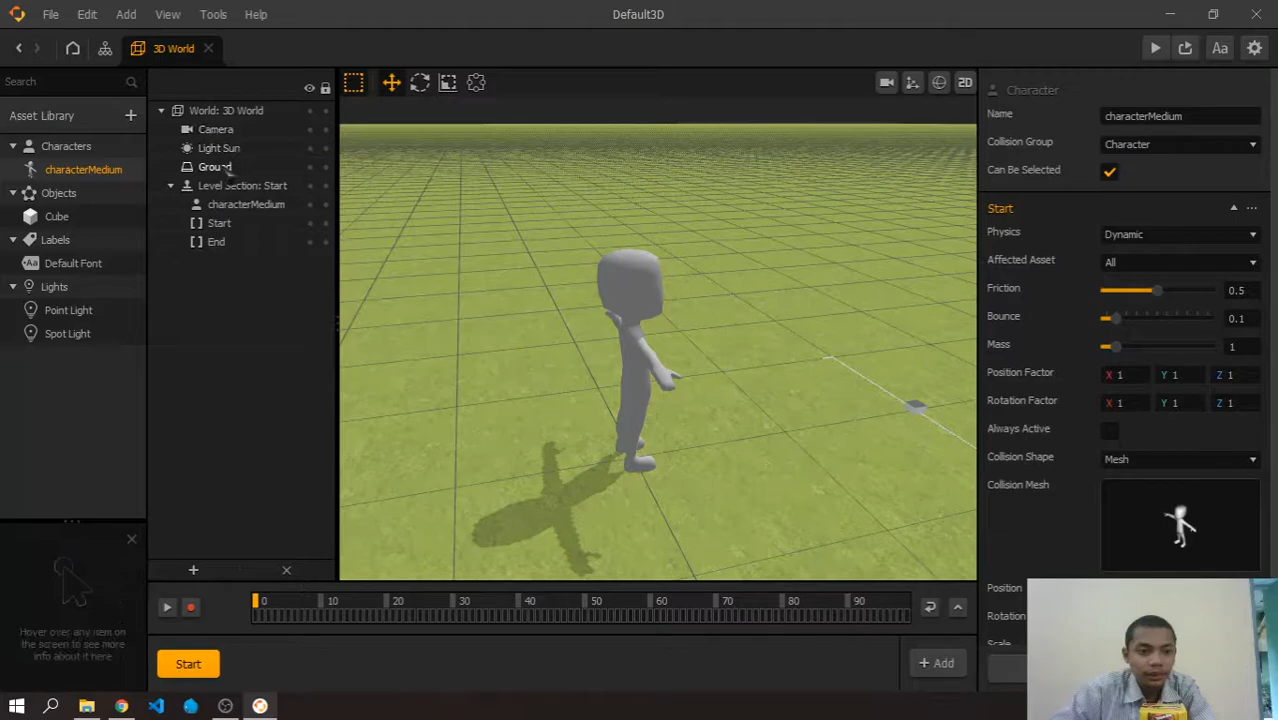 File Edit Add View Tools Help Default3D
3D World
Aa
Search
Asset Library
Characters
characterMedium
Objects
Cube
Labels
Aa Default Font
Lights
Point Light
Spot Light
Hover over any item on
the screen to see more
info about it here
World: 3D World
Camera
Light Sun
Ground
Level Section: Start
characterMedium
Start
End
2D
Character
Name characterMedium
Collision Group Character
Can Be Selected
Start
Physics Dynamic
Affected Asset All
Friction 0.5
Bounce 0.1
Mass 1
Position Factor X 1 Y 1 Z 1
Rotation Factor X 1 Y 1 Z 1
Always Active
Collision Shape Mesh
Collision Mesh
Position
Rotation
Scale
0 10 20 30 40 50 60 70 80 90
Start
+ Add